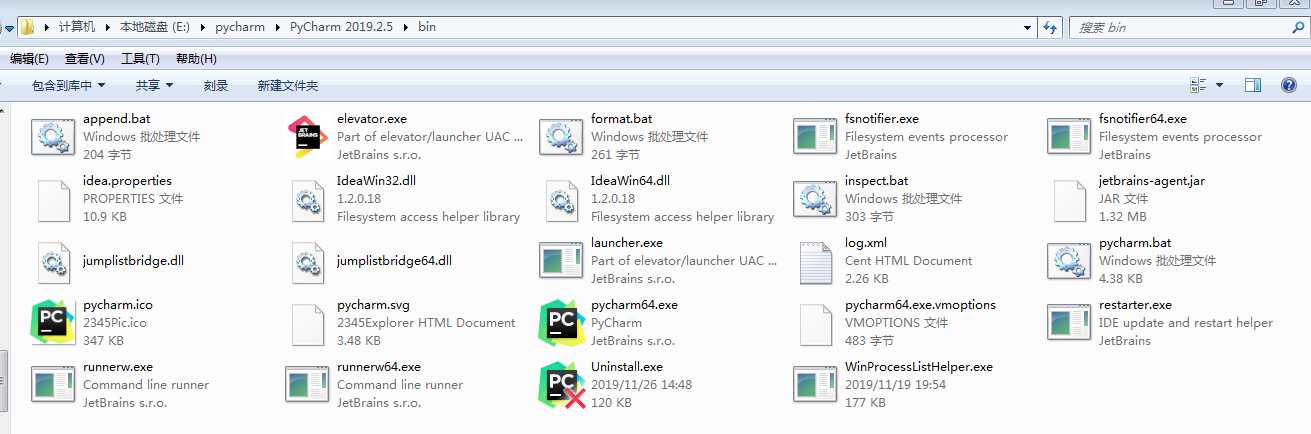 计算机 本地磁盘 (E:) pycharm PyCharm 2019.2.5 bin 搜索 bin
编辑(E) 查看(V) 工具(T) 帮助(H)
包含到库中 共享 刻录 新建文件夹
append.bat
Windows 批处理文件
204 字节
elevator.exe
Part of elevator/launcher UAC ...
JetBrains s.r.o.
format.bat
Windows 批处理文件
261 字节
fsnotifier.exe
Filesystem events processor
JetBrains
fsnotifier64.exe
Filesystem events processor
JetBrains
idea.properties
PROPERTIES 文件
10.9 KB
IdeaWin32.dll
1.2.0.18
Filesystem access helper library
IdeaWin64.dll
1.2.0.18
Filesystem access helper library
inspect.bat
Windows 批处理文件
303 字节
jetbrains-agent.jar
JAR 文件
1.32 MB
jumplistbridge.dll
jumplistbridge64.dll
launcher.exe
Part of elevator/launcher UAC ...
JetBrains s.r.o.
log.xml
Cent HTML Document
2.26 KB
pycharm.bat
Windows 批处理文件
4.38 KB
pycharm.ico
2345Pic.ico
347 KB
pycharm.svg
2345Explorer HTML Document
3.48 KB
pycharm64.exe
PyCharm
JetBrains s.r.o.
pycharm64.exe.vmoptions
VMOPTIONS 文件
483 字节
restarter.exe
IDE update and restart helper
JetBrains
runnerw.exe
Command line runner
JetBrains s.r.o.
runnerw64.exe
Command line runner
JetBrains s.r.o.
Uninstall.exe
2019/11/26 14:48
120 KB
WinProcessListHelper.exe
2019/11/19 19:54
177 KB
JET
BRAINS
PC
PC
PC